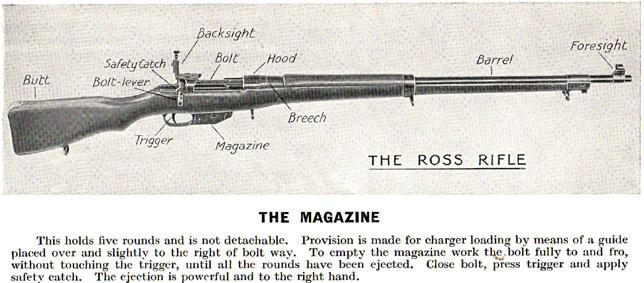 Backsight
Safety Catch
Bolt
Hood
Barrel
Foresight
Butt
Bolt-lever
Breech
Trigger
Magazine
THE ROSS RIFLE
THE MAGAZINE
This holds five rounds and is not detachable. Provision is made for charger loading by means of a guide
placed over and slightly to the right of bolt way. To empty the magazine work the bolt fully to and fro,
without touching the trigger, until all the rounds have been ejected. Close bolt, press trigger and apply
safety catch. The ejection is powerful and to the right hand.